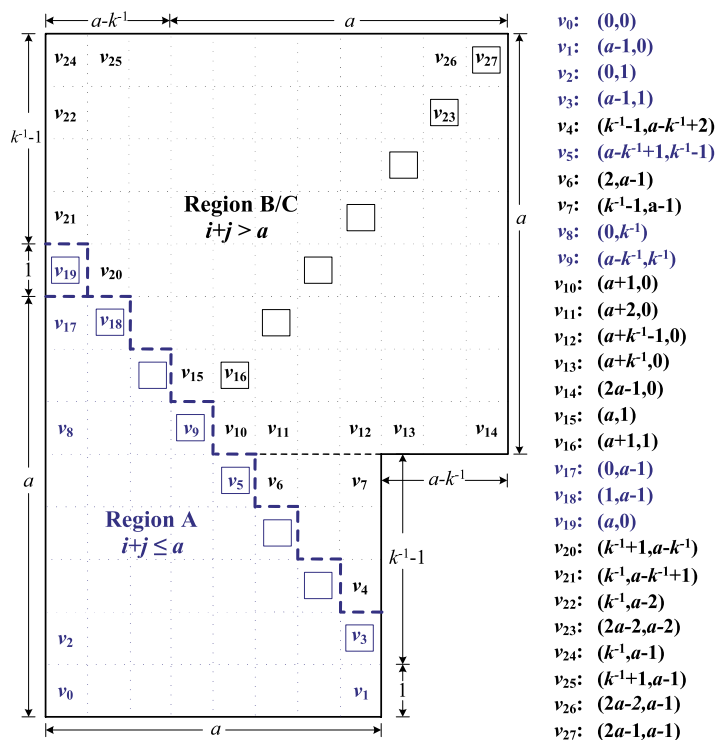 a-k⁻¹
a
v₂₄ v₂₅ v₂₆ v₂₇
v₂₂ v₂₃
k⁻¹-1
v₂₁
Region B/C
i+j > a
a
1
v₁₉ v₂₀
v₁₇ v₁₈
v₁₅ v₁₆
v₈ v₉ v₁₀ v₁₁ v₁₂ v₁₃ v₁₄
v₅ v₆ v₇
a-k⁻¹
a
Region A
i+j ≤ a
k⁻¹-1
v₄
v₂ v₃
v₀ v₁
1
a
v₀: (0,0)
v₁: (a-1,0)
v₂: (0,1)
v₃: (a-1,1)
v₄: (k⁻¹-1,a-k⁻¹+2)
v₅: (a-k⁻¹+1,k⁻¹-1)
v₆: (2,a-1)
v₇: (k⁻¹-1,a-1)
v₈: (0,k⁻¹)
v₉: (a-k⁻¹,k⁻¹)
v₁₀: (a+1,0)
v₁₁: (a+2,0)
v₁₂: (a+k⁻¹-1,0)
v₁₃: (a+k⁻¹,0)
v₁₄: (2a-1,0)
v₁₅: (a,1)
v₁₆: (a+1,1)
v₁₇: (0,a-1)
v₁₈: (1,a-1)
v₁₉: (a,0)
v₂₀: (k⁻¹+1,a-k⁻¹)
v₂₁: (k⁻¹,a-k⁻¹+1)
v₂₂: (k⁻¹,a-2)
v₂₃: (2a-2,a-2)
v₂₄: (k⁻¹,a-1)
v₂₅: (k⁻¹+1,a-1)
v₂₆: (2a-2,a-1)
v₂₇: (2a-1,a-1)